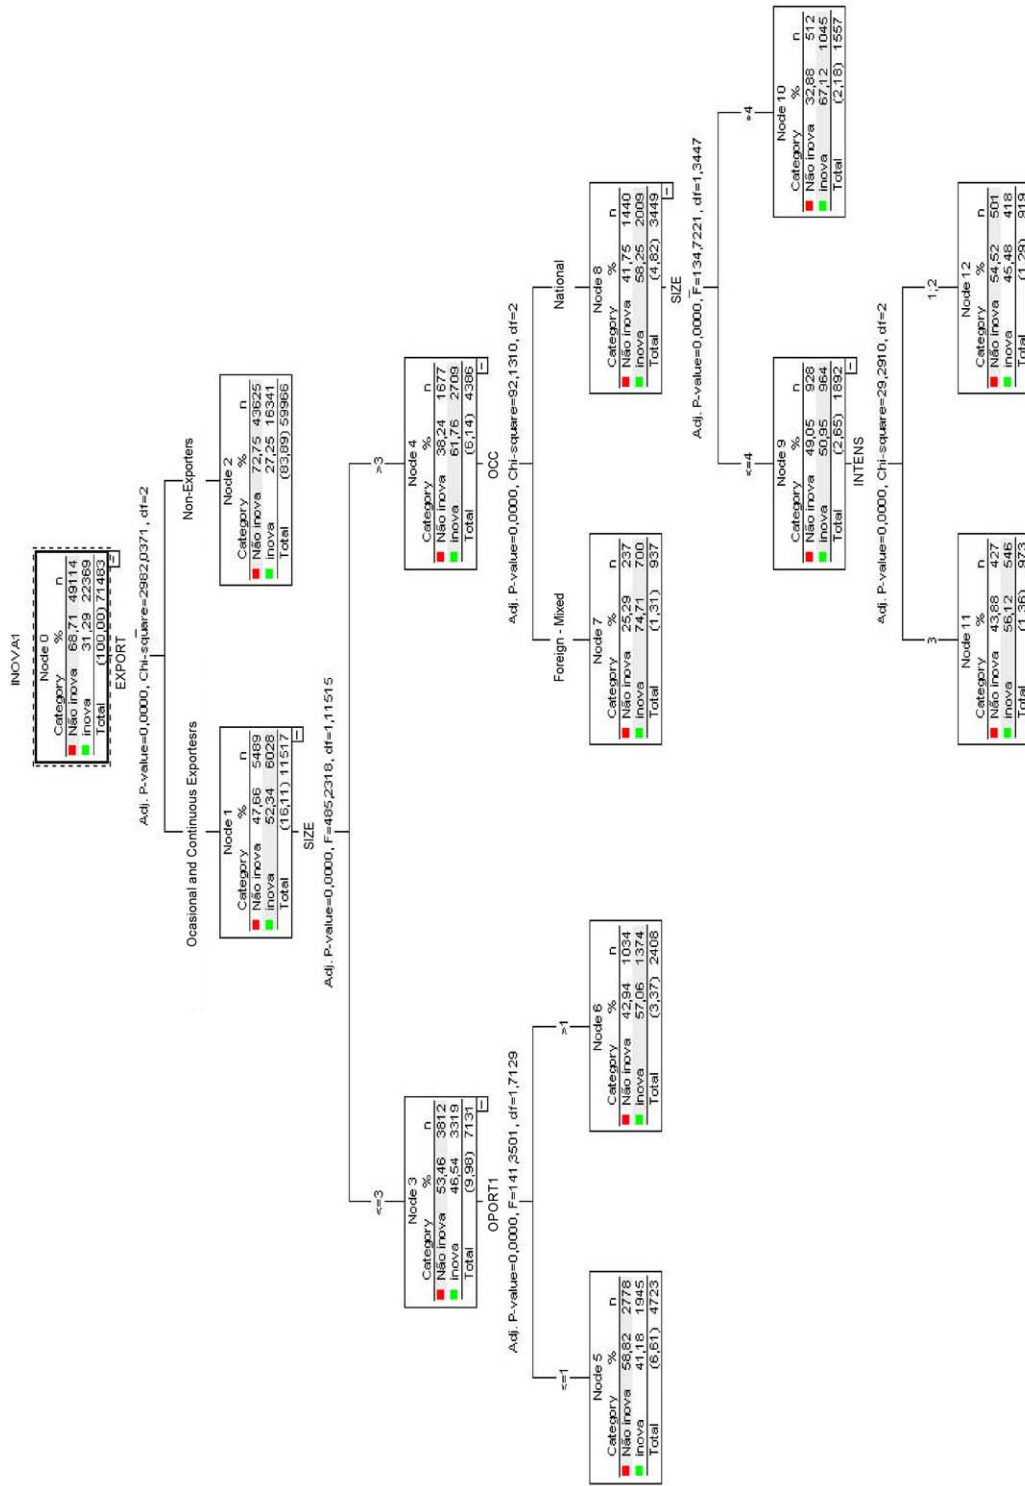 INOVA1
Node 0
Category % n
Não inova 68,71 49114
inova 31,29 22369
Total (100,00) 71483
EXPORT
Adj. P-value=0,0000, Chi-square=2982,0371, df=2
Ocasional and Continuous Exportesrs
Non-Exporters
Node 1
Category % n
Não inova 47,66 5489
inova 52,34 6028
Total (16,11) 11517
Node 2
Category % n
Não inova 72,75 43625
inova 27,25 16341
Total (83,89) 59966
SIZE
Adj. P-value=0,0000, F=485,2318, df=1,11515
<=3
>3
Node 3
Category % n
Não inova 53,46 3812
inova 46,54 3319
Total (9,98) 7131
Node 4
Category % n
Não inova 38,24 1677
inova 61,76 2709
Total (6,14) 4386
OPORT1
Adj. P-value=0,0000, F=141,3501, df=1,7129
OCC
Adj. P-value=0,0000, Chi-square=92,1310, df=2
<=1
>1
Foreign - Mixed
National
Node 5
Category % n
Não inova 58,82 2778
inova 41,18 1945
Total (6,61) 4723
Node 6
Category % n
Não inova 42,94 1034
inova 57,06 1374
Total (3,37) 2408
Node 7
Category % n
Não inova 25,29 237
inova 74,71 700
Total (1,31) 937
Node 8
Category % n
Não inova 41,75 1440
inova 58,25 2009
Total (4,82) 3449
SIZE
Adj. P-value=0,0000, F=134,7221, df=1,3447
<=4
>4
Node 9
Category % n
Não inova 49,05 928
inova 50,95 964
Total (2,65) 1892
Node 10
Category % n
Não inova 32,88 512
inova 67,12 1045
Total (2,18) 1557
INTENS
Adj. P-value=0,0000, Chi-square=29,2910, df=2
3
1;2
Node 11
Category % n
Não inova 43,88 427
inova 56,12 546
Total (1,36) 973
Node 12
Category % n
Não inova 54,52 501
inova 45,48 418
Total (1,29) 919